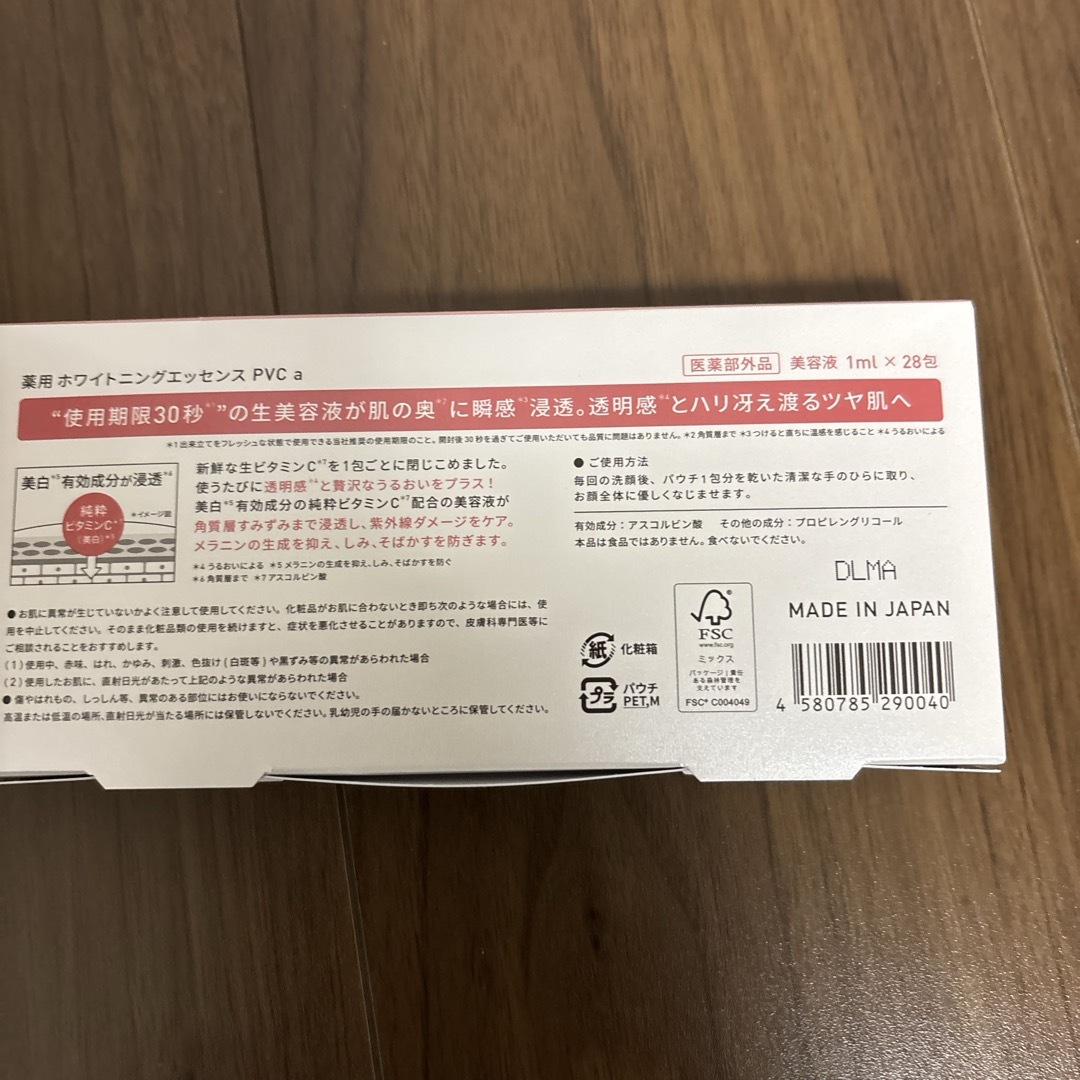 薬用 ホワイトニングエッセンス PVC a
医薬部外品 美容液 1ml × 28包
“使用期限30秒*1”の生美容液が肌の奥*2に瞬感*3浸透。透明感*4とハリ冴え渡るツヤ肌へ
*1 出来立てをフレッシュな状態で使用できる当社推奨の使用期限のこと。開封後 30 秒を過ぎてご使用いただいても品質に問題はありません。*2 角質層まで *3 つけると直ちに温感を感じること *4 うるおいによる
美白*5有効成分が浸透*6
純粋
ビタミンC*7
(美白)*5
*イメージ図
新鮮な生ビタミンC*7を1包ごとに閉じこめました。
使うたびに透明感*4と贅沢なうるおいをプラス！
美白*5有効成分の純粋ビタミンC*7配合の美容液が
角質層すみずみまで浸透し、紫外線ダメージをケア。
メラニンの生成を抑え、しみ、そばかすを防ぎます。
*4 うるおいによる *5 メラニンの生成を抑え、しみ、そばかすを防ぐ
*6 角質層まで *7 アスコルビン酸
● ご使用方法
毎回の洗顔後、パウチ1包分を乾いた清潔な手のひらに取り、
お顔全体に優しくなじませます。
有効成分：アスコルビン酸 その他の成分：プロピレングリコール
本品は食品ではありません。食べないでください。
● お肌に異常が生じていないかよく注意して使用してください。化粧品がお肌に合わないとき即ち次のような場合には、使
用を中止してください。そのまま化粧品類の使用を続けますと、症状を悪化させることがありますので、皮膚科専門医等に
ご相談されることをおすすめします。
(1) 使用中、赤味、はれ、かゆみ、刺激、色抜け(白斑等)や黒ずみ等の異常があらわれた場合
(2) 使用したお肌に、直射日光があたって上記のような異常があらわれた場合
● 傷やはれもの、しっしん等、異常のある部位にはお使いにならないでください。
高温または低温の場所、直射日光が当たる場所には保管しないでください。乳幼児の手の届かないところに保管してください。
紙 化粧箱
プラ パウチ
PET,M
FSC
www.fsc.org
ミックス
パッケージ | 責任
ある森林管理を
支えています
FSC® C004049
DLMA
MADE IN JAPAN
4 580785 290040